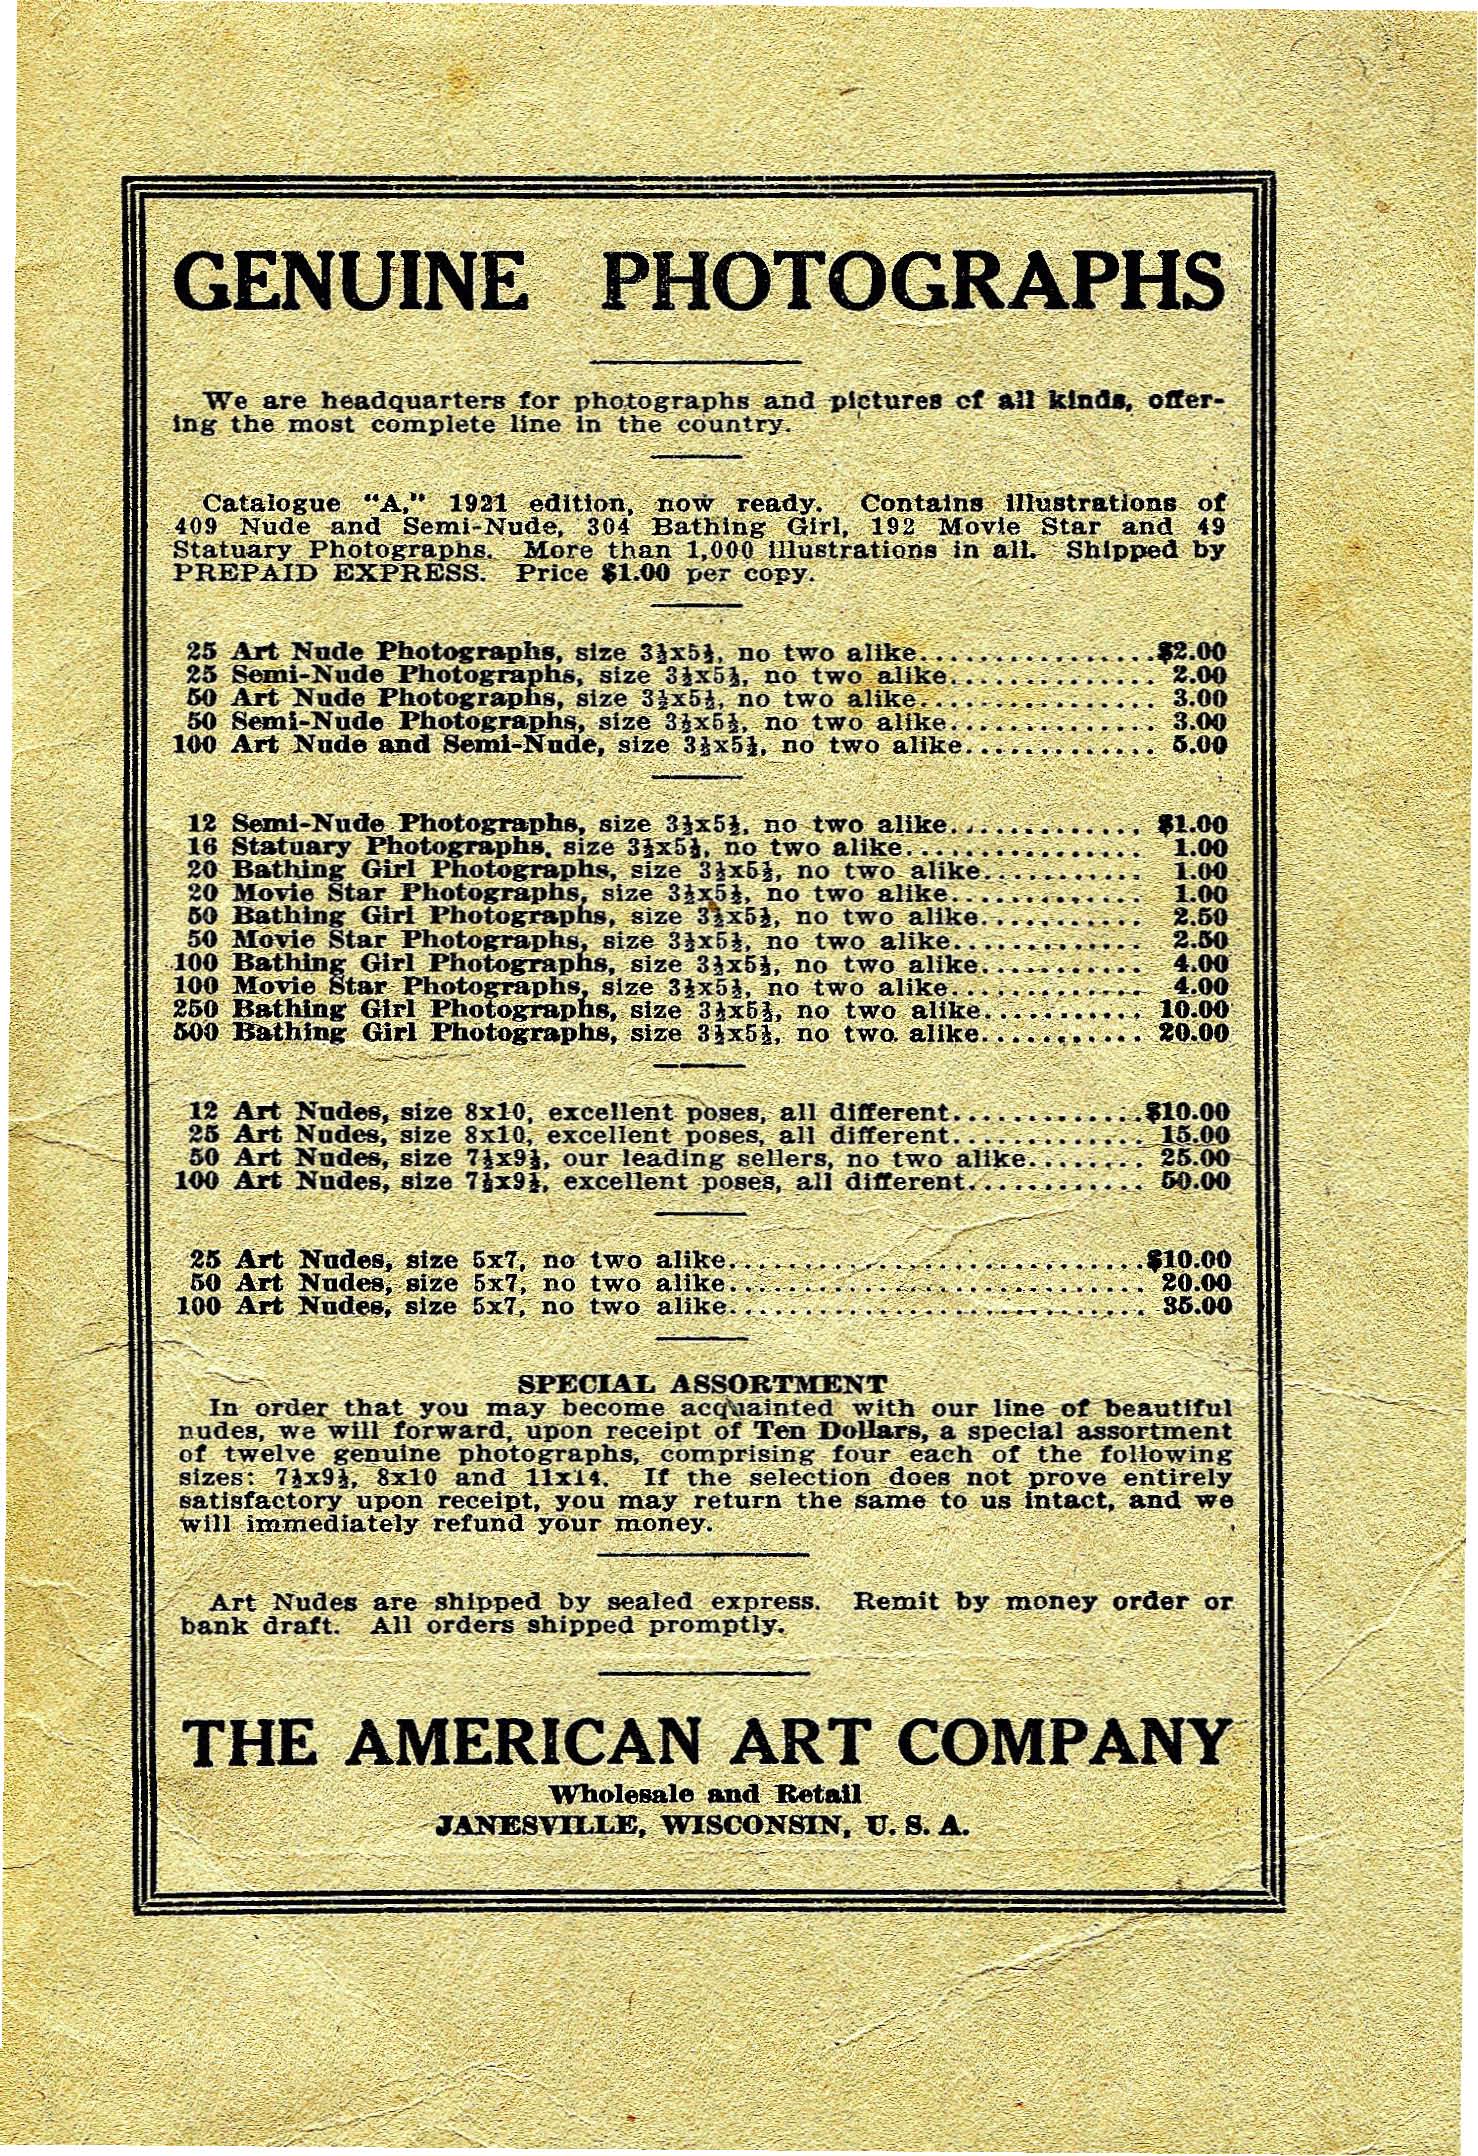 GENUINE PHOTOGRAPHS
We are headquarters for photographs and pictures of all kinds, offer-
ing the most complete line in the country.
Catalogue "A," 1921 edition, now ready. Contains illustrations of
409 Nude and Semi-Nude, 304 Bathing Girl, 192 Movie Star and 49
Statuary Photographs. More than 1,000 illustrations in all. Shipped by
PREPAID EXPRESS. Price $1.00 per copy.
25 Art Nude Photographs, size 3½x5½, no two alike................$2.00
25 Semi-Nude Photographs, size 3½x5½, no two alike.............. 2.00
50 Art Nude Photographs, size 3½x5½, no two alike................ 3.00
50 Semi-Nude Photographs, size 3½x5½, no two alike.............. 3.00
100 Art Nude and Semi-Nude, size 3½x5½, no two alike............. 5.00
12 Semi-Nude Photographs, size 3½x5½, no two alike............. $1.00
16 Statuary Photographs. size 3½x5½, no two alike................ 1.00
20 Bathing Girl Photographs, size 3½x5½, no two alike........... 1.00
20 Movie Star Photographs, size 3½x5½, no two alike............. 1.00
50 Bathing Girl Photographs, size 3½x5½, no two alike........... 2.50
50 Movie Star Photographs, size 3½x5½, no two alike............. 2.50
100 Bathing Girl Photographs, size 3½x5½, no two alike........... 4.00
100 Movie Star Photographs, size 3½x5½, no two alike............. 4.00
250 Bathing Girl Photographs, size 3½x5½, no two alike........... 10.00
500 Bathing Girl Photographs, size 3½x5½, no two alike........... 20.00
12 Art Nudes, size 8x10, excellent poses, all different.............$10.00
25 Art Nudes, size 8x10, excellent poses, all different............. 15.00
50 Art Nudes, size 7½x9½, our leading sellers, no two alike........ 25.00
100 Art Nudes, size 7½x9½, excellent poses, all different............ 50.00
25 Art Nudes, size 5x7, no two alike............................$10.00
50 Art Nudes, size 5x7, no two alike............................ 20.00
100 Art Nudes, size 5x7, no two alike............................ 35.00
SPECIAL ASSORTMENT
In order that you may become acquainted with our line of beautiful
nudes, we will forward, upon receipt of Ten Dollars, a special assortment
of twelve genuine photographs, comprising four each of the following
sizes: 7½x9½, 8x10 and 11x14. If the selection does not prove entirely
satisfactory upon receipt, you may return the same to us intact, and we
will immediately refund your money.
Art Nudes are shipped by sealed express. Remit by money order or
bank draft. All orders shipped promptly.
THE AMERICAN ART COMPANY
Wholesale and Retail
JANESVILLE, WISCONSIN, U. S. A.